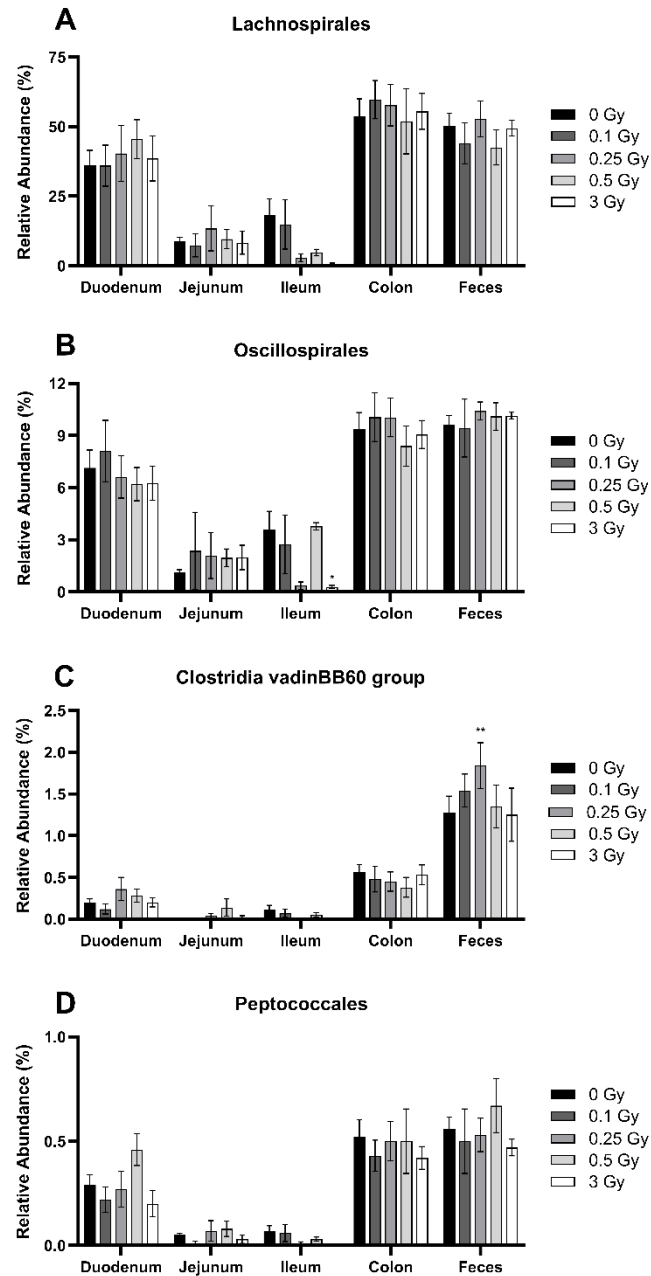 A
Lachnospirales
Relative Abundance (%)
75
50
25
0
Duodenum Jejunum Ileum Colon Feces
0 Gy
0.1 Gy
0.25 Gy
0.5 Gy
3 Gy
B
Oscillospirales
Relative Abundance (%)
12
9
6
3
0
*
Duodenum Jejunum Ileum Colon Feces
0 Gy
0.1 Gy
0.25 Gy
0.5 Gy
3 Gy
C
Clostridia vadinBB60 group
Relative Abundance (%)
2.5
2.0
1.5
1.0
0.5
0.0
**
Duodenum Jejunum Ileum Colon Feces
0 Gy
0.1 Gy
0.25 Gy
0.5 Gy
3 Gy
D
Peptococcales
Relative Abundance (%)
1.0
0.5
0.0
Duodenum Jejunum Ileum Colon Feces
0 Gy
0.1 Gy
0.25 Gy
0.5 Gy
3 Gy